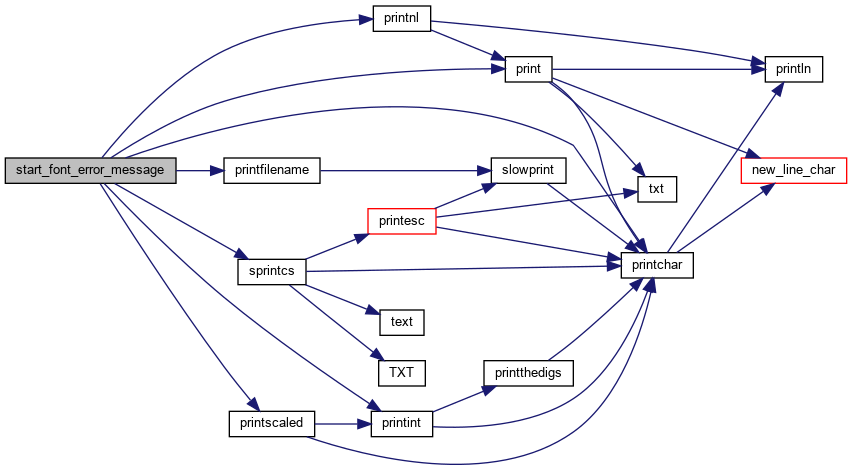 printnl
print
println
start_font_error_message
printfilename
slowprint
new_line_char
txt
printesc
sprintcs
printchar
text
TXT
printthedigs
printscaled
printint